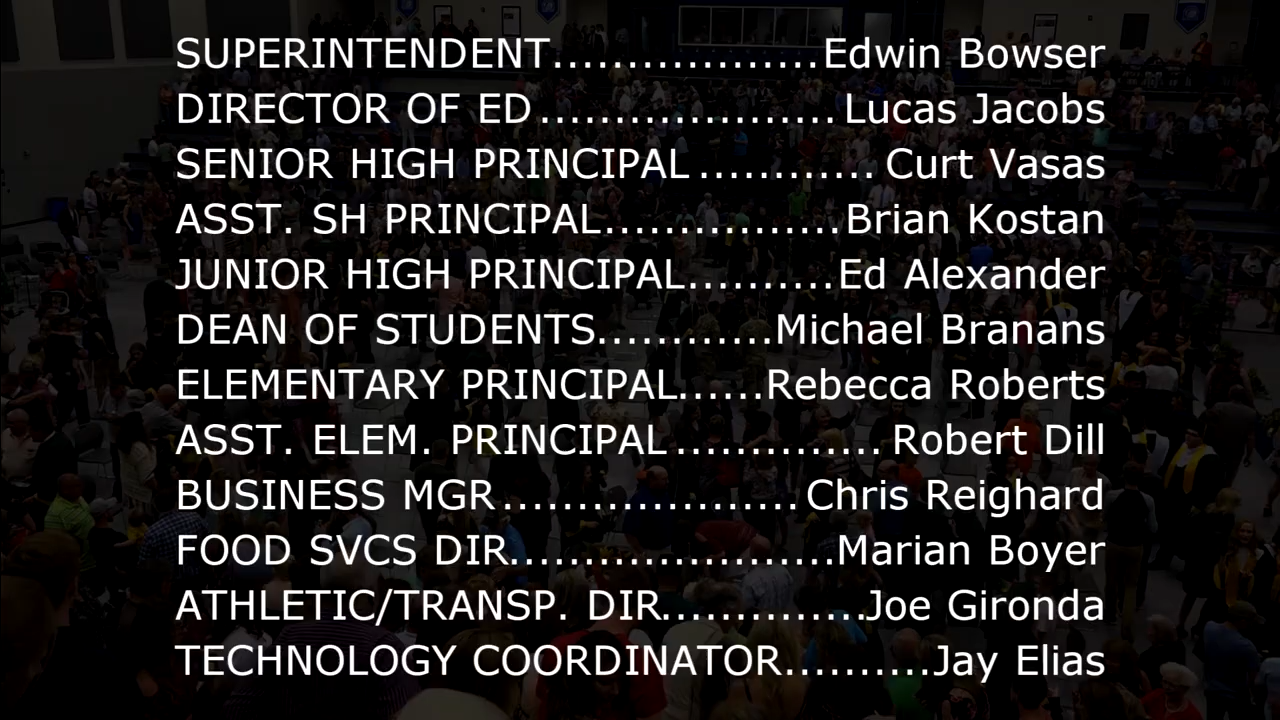 SUPERINTENDENT..................Edwin Bowser
DIRECTOR OF ED....................Lucas Jacobs
SENIOR HIGH PRINCIPAL............Curt Vasas
ASST. SH PRINCIPAL................Brian Kostan
JUNIOR HIGH PRINCIPAL..........Ed Alexander
DEAN OF STUDENTS............Michael Branans
ELEMENTARY PRINCIPAL......Rebecca Roberts
ASST. ELEM. PRINCIPAL..............Robert Dill
BUSINESS MGR....................Chris Reighard
FOOD SVCS DIR......................Marian Boyer
ATHLETIC/TRANSP. DIR..............Joe Gironda
TECHNOLOGY COORDINATOR..........Jay Elias